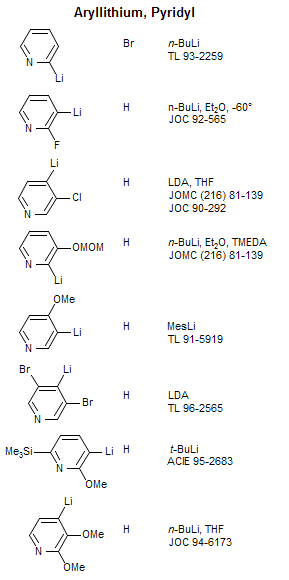 Aryllithium, Pyridyl
N
Li
Br
n-BuLi
TL 93-2259
N
Li
F
H
n-BuLi, Et₂O, -60°
JOC 92-565
Li
N
Cl
H
LDA, THF
JOMC (216) 81-139
JOC 90-292
N
OMOM
Li
H
n-BuLi, Et₂O, TMEDA
JOMC (216) 81-139
OMe
N
Li
H
MesLi
TL 91-5919
Br
Li
Br
N
H
LDA
TL 96-2565
Me₃Si
N
Li
OMe
H
t-BuLi
ACIE 95-2683
Li
OMe
N
OMe
H
n-BuLi, THF
JOC 94-6173